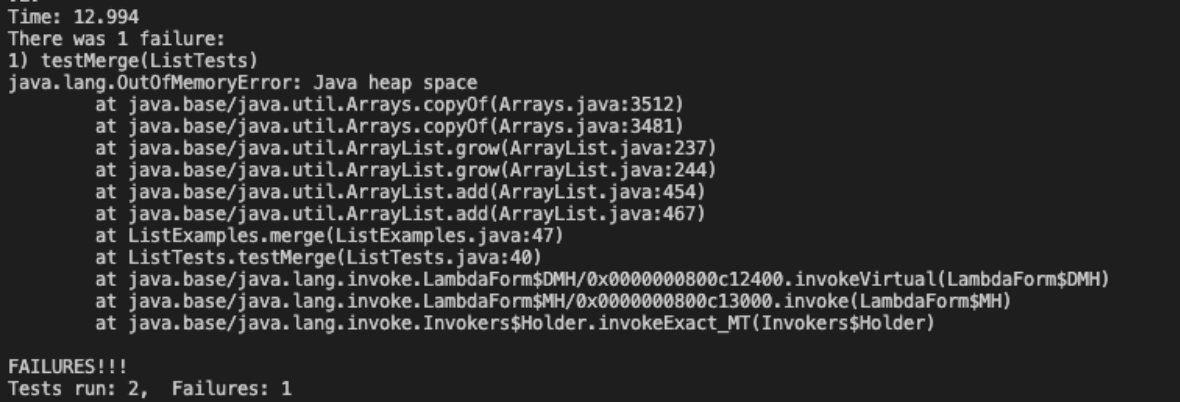 Time: 12.994
There was 1 failure:
1) testMerge(ListTests)
java.lang.OutOfMemoryError: Java heap space
        at java.base/java.util.Arrays.copyOf(Arrays.java:3512)
        at java.base/java.util.Arrays.copyOf(Arrays.java:3481)
        at java.base/java.util.ArrayList.grow(ArrayList.java:237)
        at java.base/java.util.ArrayList.grow(ArrayList.java:244)
        at java.base/java.util.ArrayList.add(ArrayList.java:454)
        at java.base/java.util.ArrayList.add(ArrayList.java:467)
        at ListExamples.merge(ListExamples.java:47)
        at ListTests.testMerge(ListTests.java:40)
        at java.base/java.lang.invoke.LambdaForm$DMH/0x0000000800c12400.invokeVirtual(LambdaForm$DMH)
        at java.base/java.lang.invoke.LambdaForm$MH/0x0000000800c13000.invoke(LambdaForm$MH)
        at java.base/java.lang.invoke.Invokers$Holder.invokeExact_MT(Invokers$Holder)

FAILURES!!!
Tests run: 2,  Failures: 1